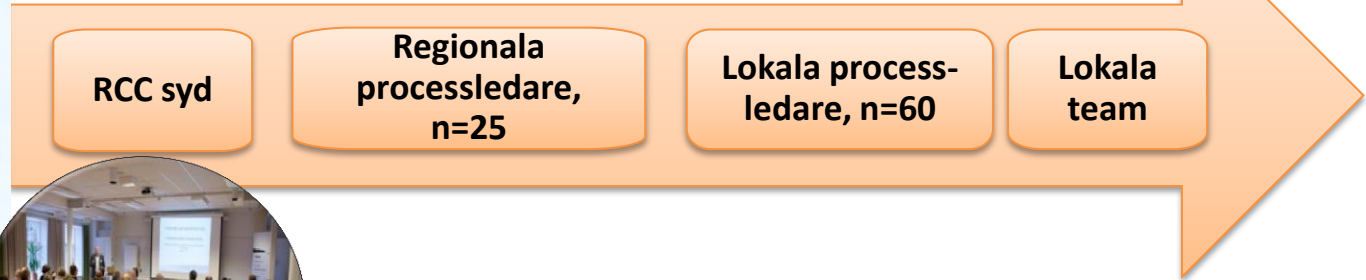 RCC syd
Regionala
processledare,
n=25
Lokala process-
ledare, n=60
Lokala
team